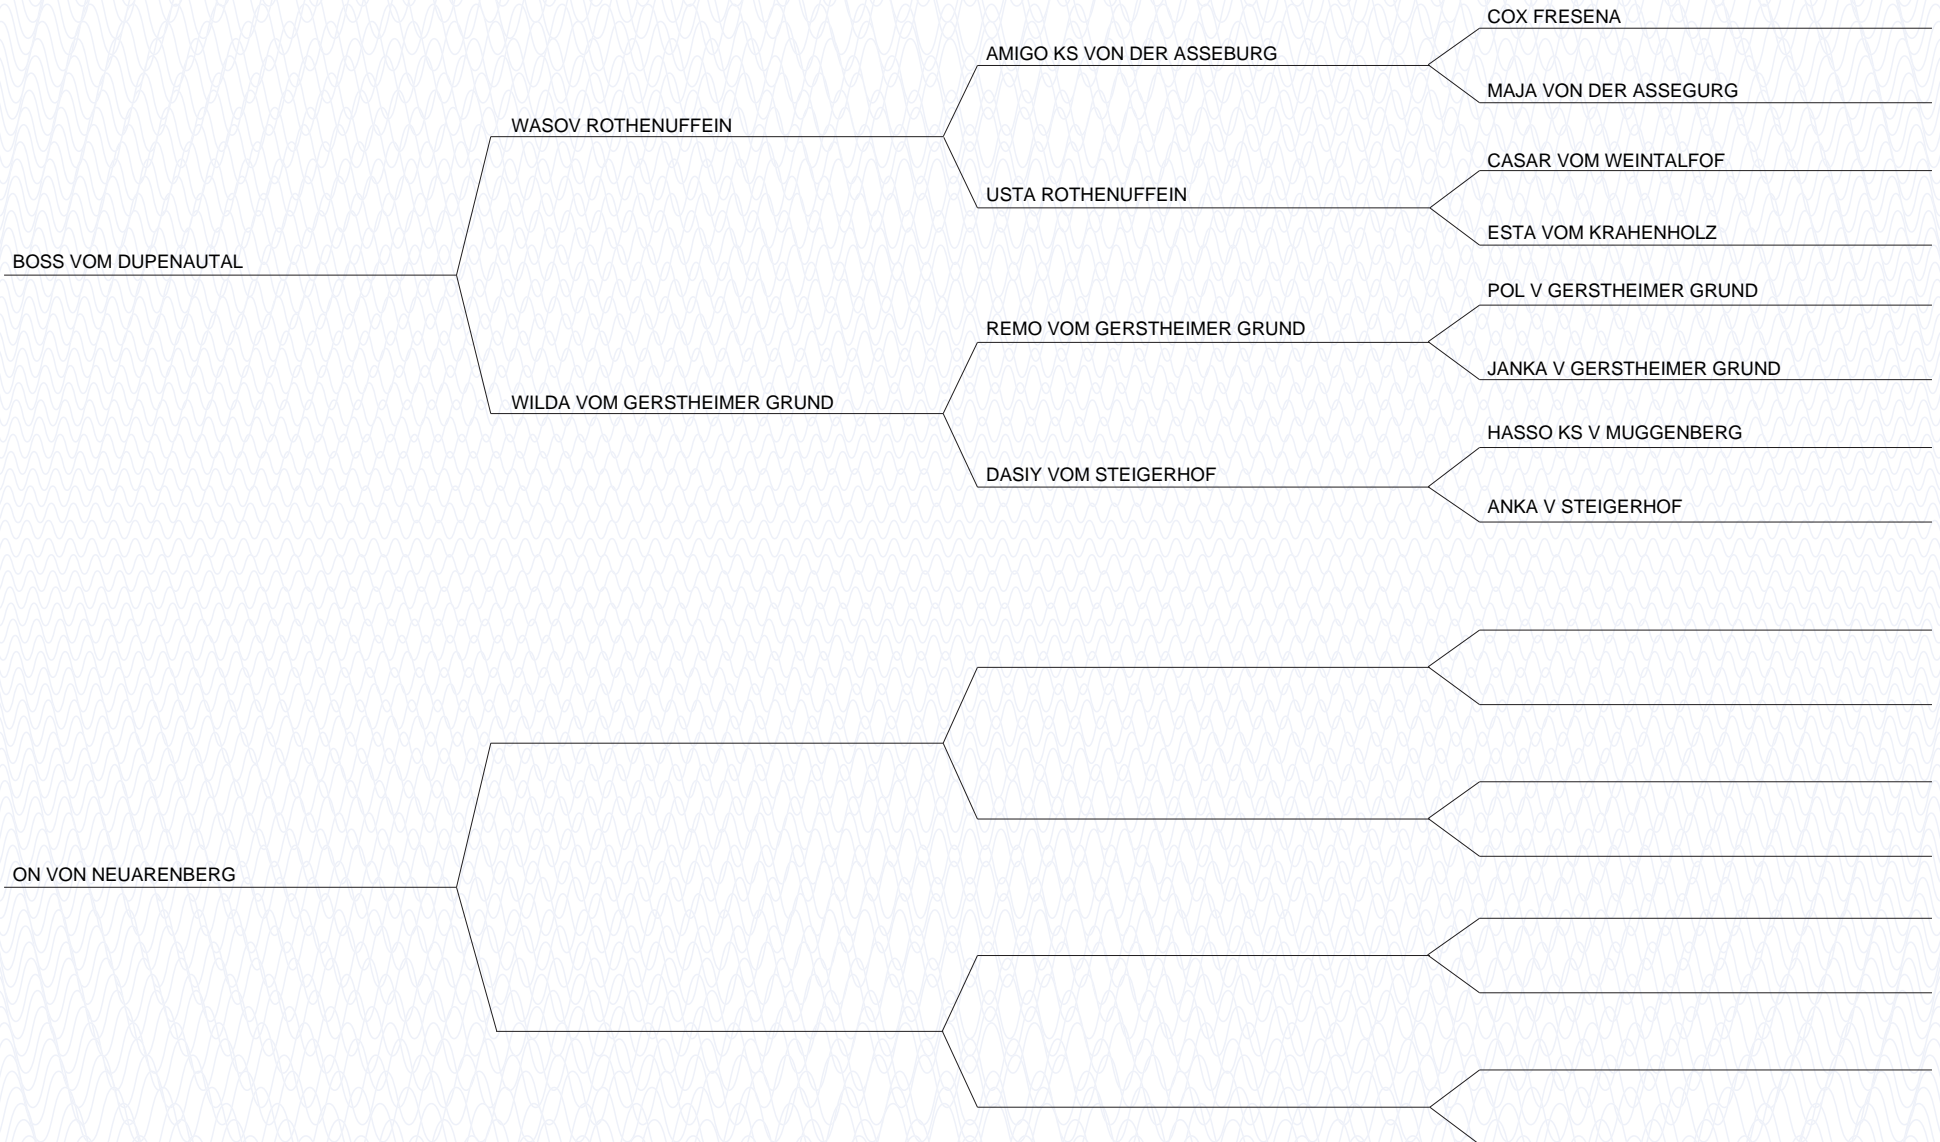 COX FRESENA
AMIGO KS VON DER ASSEBURG
MAJA VON DER ASSEGURG
WASOV ROTHENUFFEIN
CASAR VOM WEINTALFOF
USTA ROTHENUFFEIN
ESTA VOM KRAHENHOLZ
BOSS VOM DUPENAUTAL
POL V GERSTHEIMER GRUND
REMO VOM GERSTHEIMER GRUND
JANKA V GERSTHEIMER GRUND
WILDA VOM GERSTHEIMER GRUND
HASSO KS V MUGGENBERG
DASIY VOM STEIGERHOF
ANKA V STEIGERHOF
ON VON NEUARENBERG